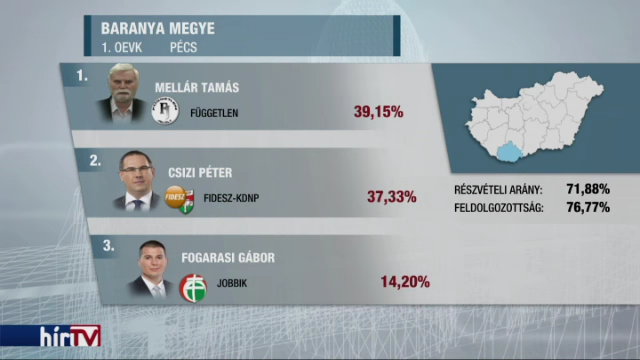 BARANYA MEGYE
1. OEVK PÉCS
1.
MELLÁR TAMÁS
FÜGGETLEN 39,15%
2.
CSIZI PÉTER
FIDESZ
FIDESZ-KDNP 37,33%
3.
FOGARASI GÁBOR
JOBBIK 14,20%
RÉSZVÉTELI ARÁNY: 71,88%
FELDOLGOZOTTSÁG: 76,77%
hírTV